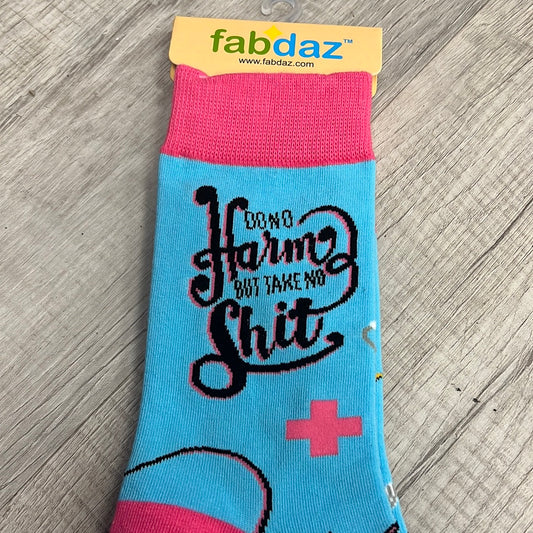 fabdaz™
www.fabdaz.com
DO NO
Harm
BUT TAKE NO
Shit